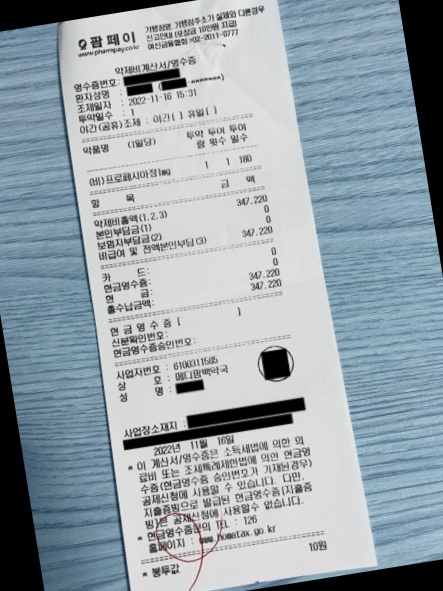 팜페이
www.pharmpay.co.kr
가맹점명, 가맹점주소가 실제와 다른경우
신고안내 (포상금 10만원 지급)
여신금융협회 ☎02-2011-0777
약제비계산서/영수증
영수증번호:
환자성명 :
조제일자 : 2022-11-16 15:31
투약일수 : 1
야간(공휴)조제 : 야간[ ] 휴일[ ]
약품명 (1일당) 투약 투여 투여
량 횟수 일수
(비)프로페시아정1mg 1 1 180
항 목 금 액
약제비총액(1,2,3) 347,220
본인부담금(1) 0
보험자부담금(2) 0
비급여 및 전액본인부담(3) 347,220
카 드: 0
현금영수증: 0
현 금: 347,220
총수납금액: 347,220
현 금 영 수 증 [ ]
신분확인번호:
현금영수증승인번호:
사업자번호 : 6100311505
상 호 : 메디팜백약국
성 명 :
사업장소재지 :
2022년 11월 16일
* 이 계산서/영수증은 소득세법에 의한 의
료비 또는 조세특례제한법에 의한 현금영
수증(현금영수증 승인번호가 기재된경우)
공제신청에 사용할 수 있습니다. 다만,
지출증빙으로 발급된 현금영수증(지출증
빙)은 공제신청에 사용할수 없습니다.
* 현금영수증문의 TEL : 126
홈페이지 : www.hometax.go.kr
* 봉투값 10원